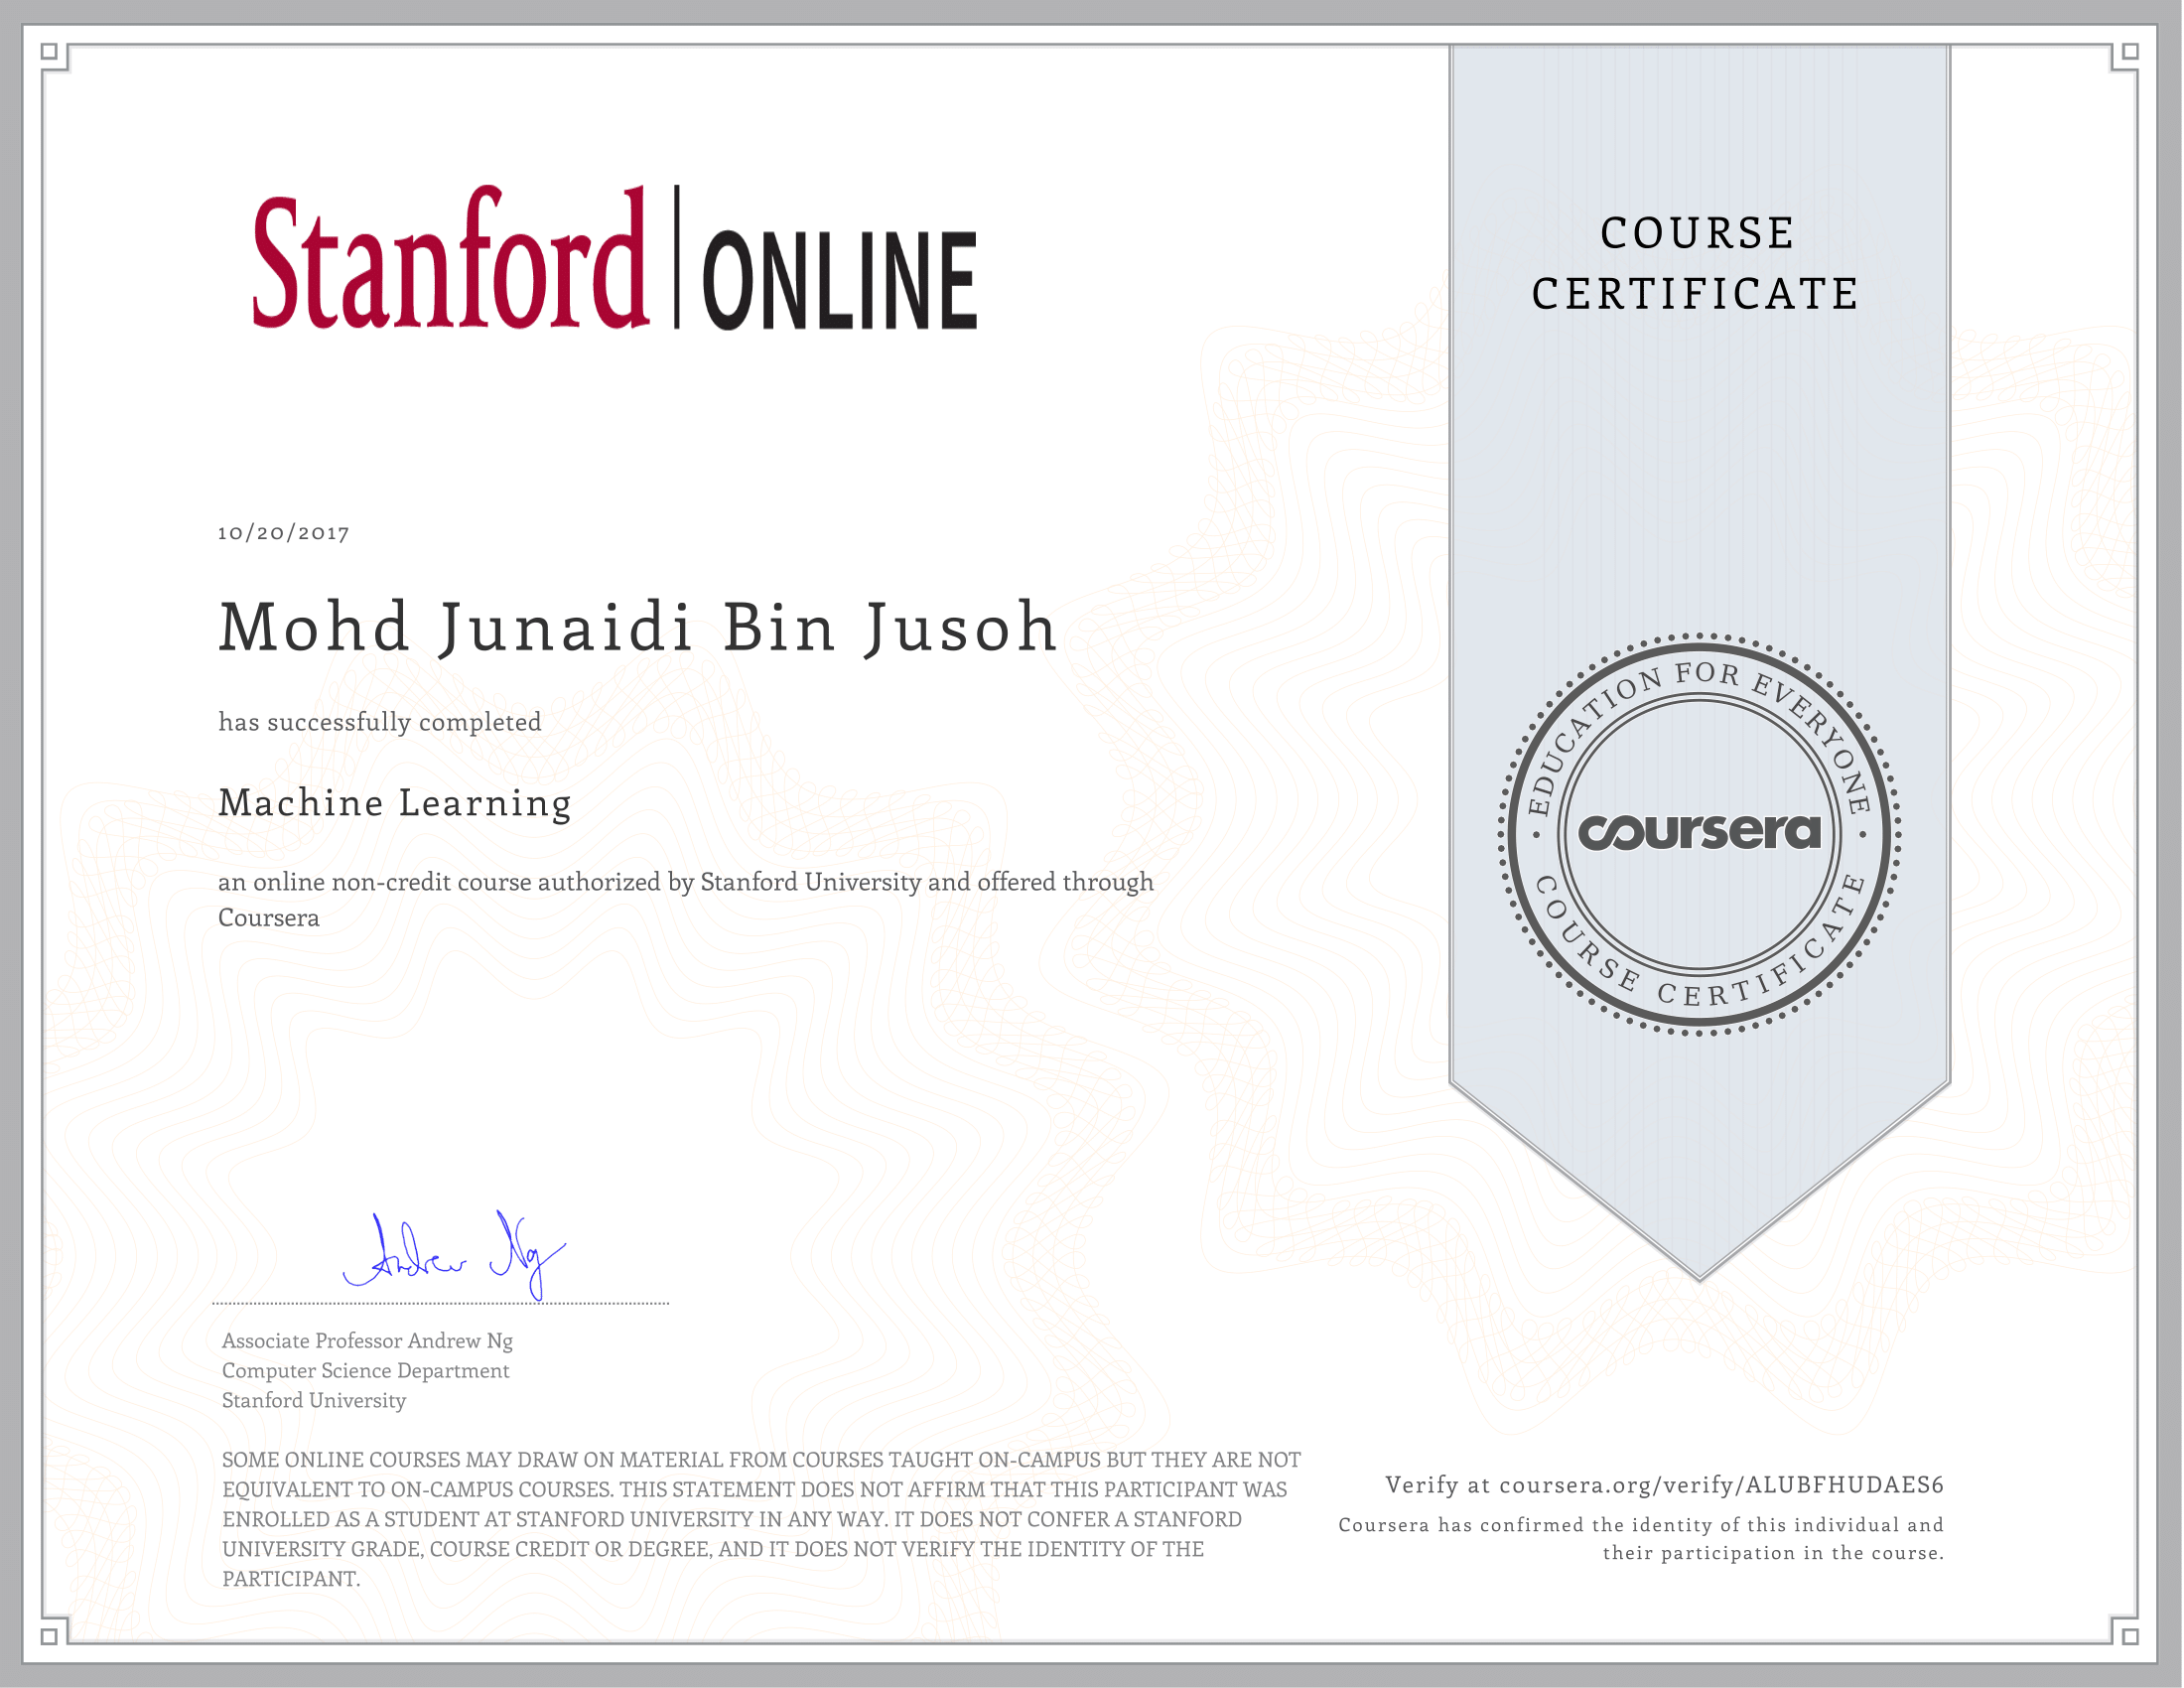 Stanford | ONLINE
COURSE
CERTIFICATE
10/20/2017
Mohd Junaidi Bin Jusoh
has successfully completed
Machine Learning
an online non-credit course authorized by Stanford University and offered through
Coursera
EDUCATION FOR EVERYONE
coursera
COURSE CERTIFICATE
Andrew Ng
Associate Professor Andrew Ng
Computer Science Department
Stanford University
SOME ONLINE COURSES MAY DRAW ON MATERIAL FROM COURSES TAUGHT ON-CAMPUS BUT THEY ARE NOT
EQUIVALENT TO ON-CAMPUS COURSES. THIS STATEMENT DOES NOT AFFIRM THAT THIS PARTICIPANT WAS
ENROLLED AS A STUDENT AT STANFORD UNIVERSITY IN ANY WAY. IT DOES NOT CONFER A STANFORD
UNIVERSITY GRADE, COURSE CREDIT OR DEGREE, AND IT DOES NOT VERIFY THE IDENTITY OF THE
PARTICIPANT.
Verify at coursera.org/verify/ALUBFHUDAES6
Coursera has confirmed the identity of this individual and
their participation in the course.